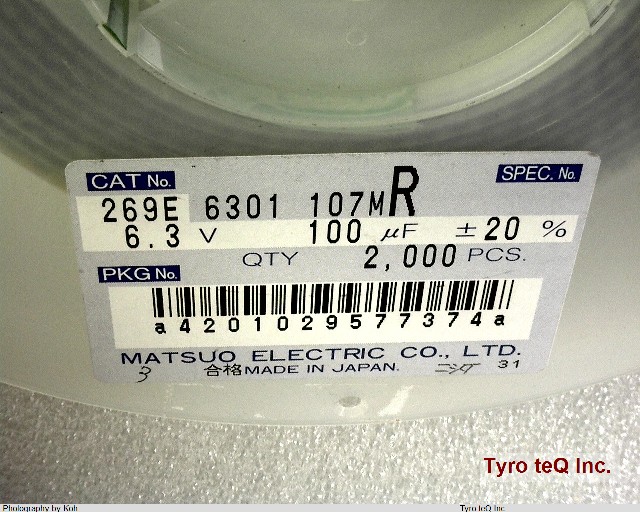 CAT No.
SPEC. No.
269E 6301 107MR
6.3 V 100 µF ±20 %
QTY 2,000 PCS.
PKG No.
a4201029577374a
MATSUO ELECTRIC CO., LTD.
3 合格 MADE IN JAPAN. 31
Tyro teQ Inc.
Photography by Koh Tyro teQ Inc